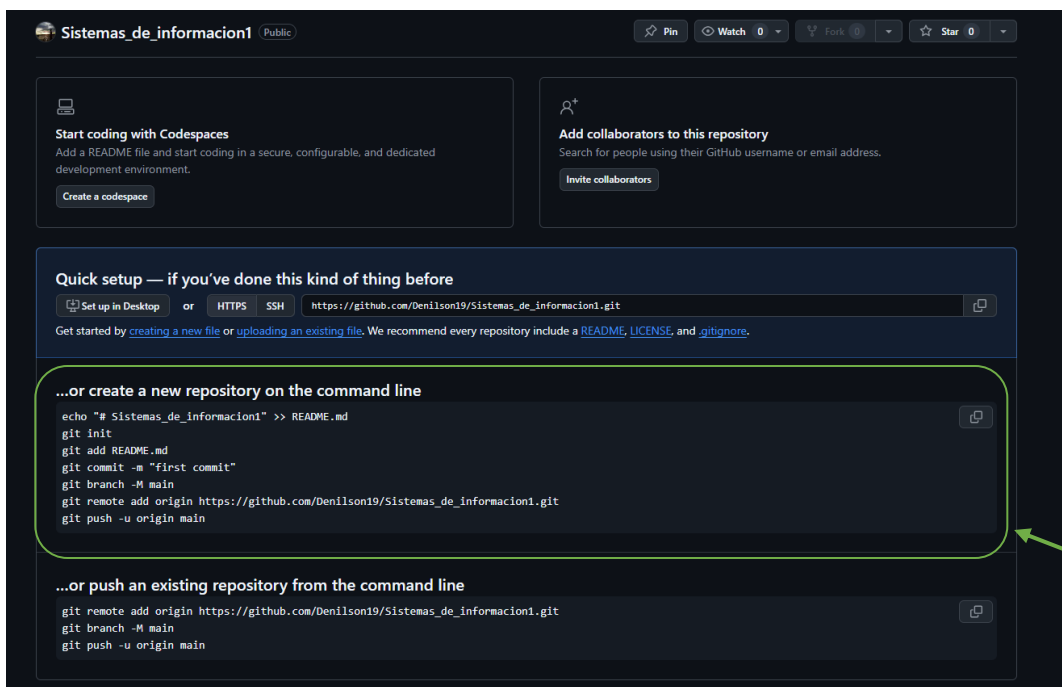 Sistemas_de_informacion1 Public
Pin Watch 0 Fork 0 Star 0
Start coding with Codespaces
Add a README file and start coding in a secure, configurable, and dedicated
development environment.
Create a codespace
Add collaborators to this repository
Search for people using their GitHub username or email address.
Invite collaborators
Quick setup — if you've done this kind of thing before
Set up in Desktop or HTTPS SSH https://github.com/Denilson19/Sistemas_de_informacion1.git
Get started by creating a new file or uploading an existing file. We recommend every repository include a README, LICENSE, and .gitignore.
...or create a new repository on the command line
echo "# Sistemas_de_informacion1" >> README.md
git init
git add README.md
git commit -m "first commit"
git branch -M main
git remote add origin https://github.com/Denilson19/Sistemas_de_informacion1.git
git push -u origin main
...or push an existing repository from the command line
git remote add origin https://github.com/Denilson19/Sistemas_de_informacion1.git
git branch -M main
git push -u origin main